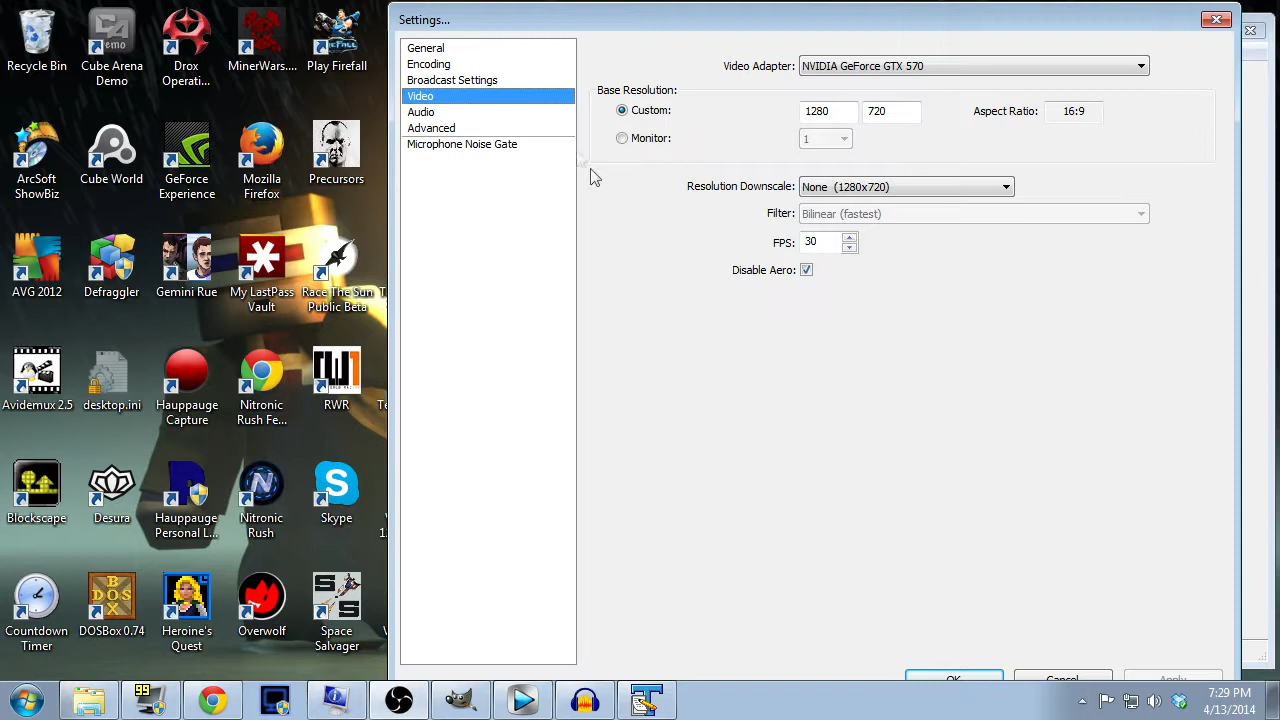 Settings...
General
Encoding
Broadcast Settings
Video
Audio
Advanced
Microphone Noise Gate
Video Adapter: NVIDIA GeForce GTX 570
Base Resolution:
Custom: 1280 720 Aspect Ratio: 16:9
Monitor: 1
Resolution Downscale: None (1280x720)
Filter: Bilinear (fastest)
FPS: 30
Disable Aero:
OK Cancel Apply
Recycle Bin
Cube Arena
Demo
Drox
Operati...
MinerWars....
Play Firefall
ArcSoft
ShowBiz
Cube World
GeForce
Experience
Mozilla
Firefox
Precursors
AVG 2012
Defraggler
Gemini Rue
My LastPass
Vault
Race The Sun
Public Beta
Avidemux 2.5
desktop.ini
Hauppauge
Capture
Nitronic
Rush Fe...
RWR
Blockscape
Desura
Hauppauge
Personal L...
Nitronic
Rush
Skype
Countdown
Timer
DOSBox 0.74
Heroine's
Quest
Overwolf
Space
Salvager
99
7:29 PM
4/13/2014